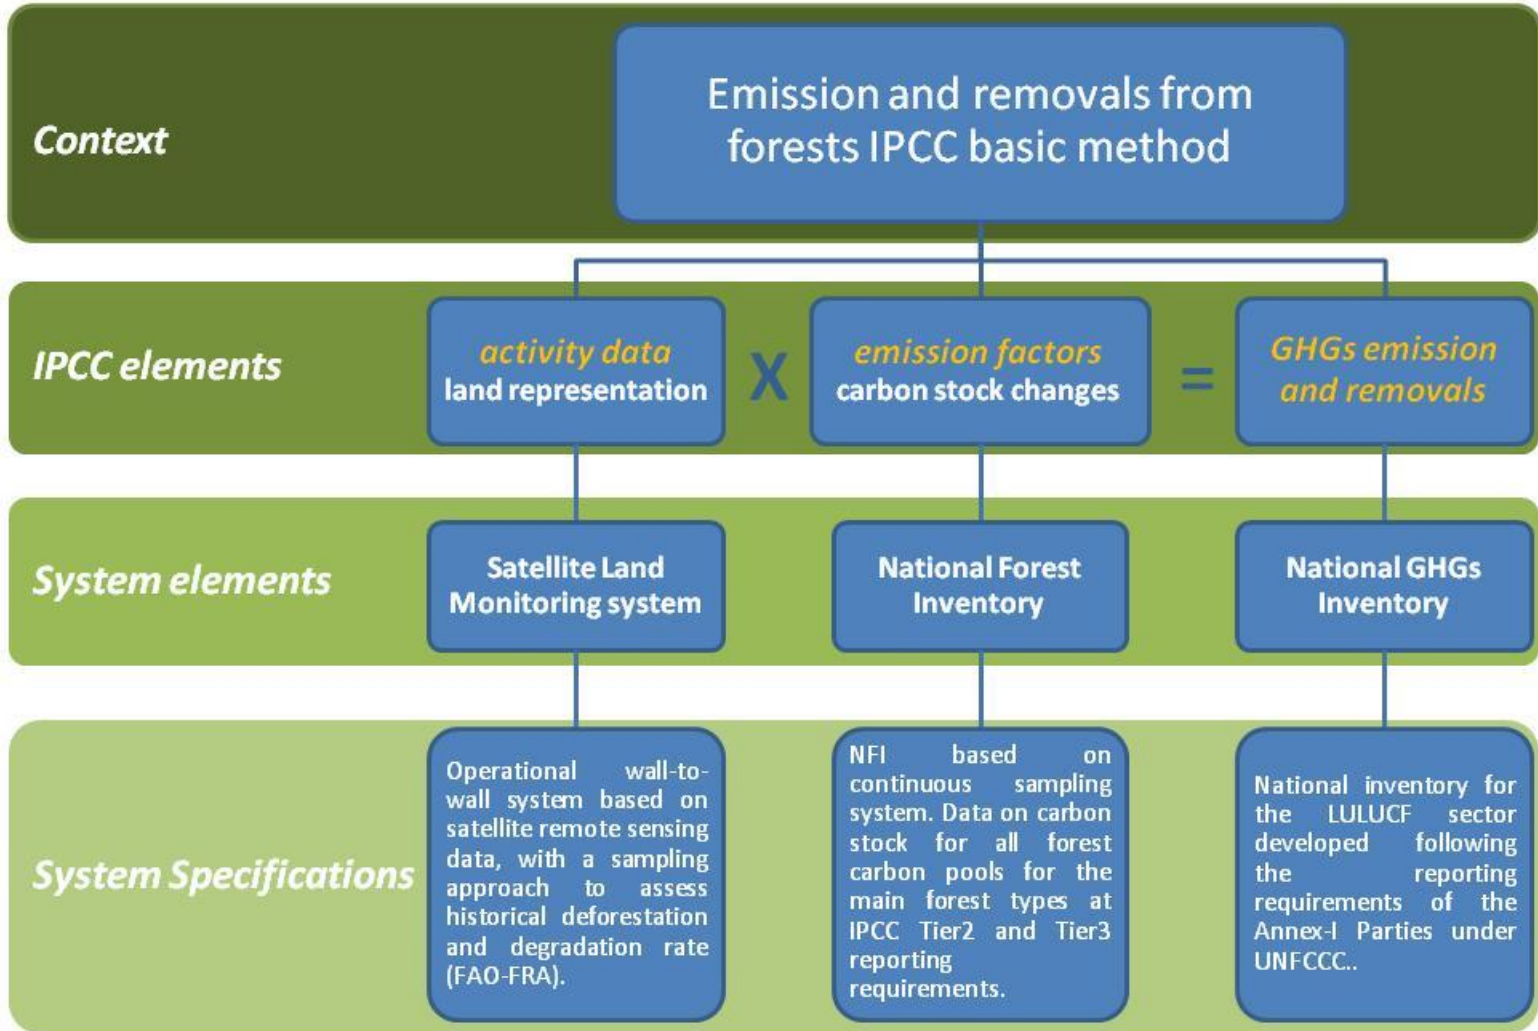 Context
Emission and removals from
forests IPCC basic method
IPCC elements
activity data
land representation
X
emission factors
carbon stock changes
=
GHGs emission
and removals
System elements
Satellite Land
Monitoring system
National Forest
Inventory
National GHGs
Inventory
System Specifications
Operational wall-to-
wall system based on
satellite remote sensing
data, with a sampling
approach to assess
historical deforestation
and degradation rate
(FAO-FRA).
NFI based on
continuous sampling
system. Data on carbon
stock for all forest
carbon pools for the
main forest types at
IPCC Tier2 and Tier3
reporting
requirements.
National inventory for
the LULUCF sector
developed following
the reporting
requirements of the
Annex-I Parties under
UNFCCC..